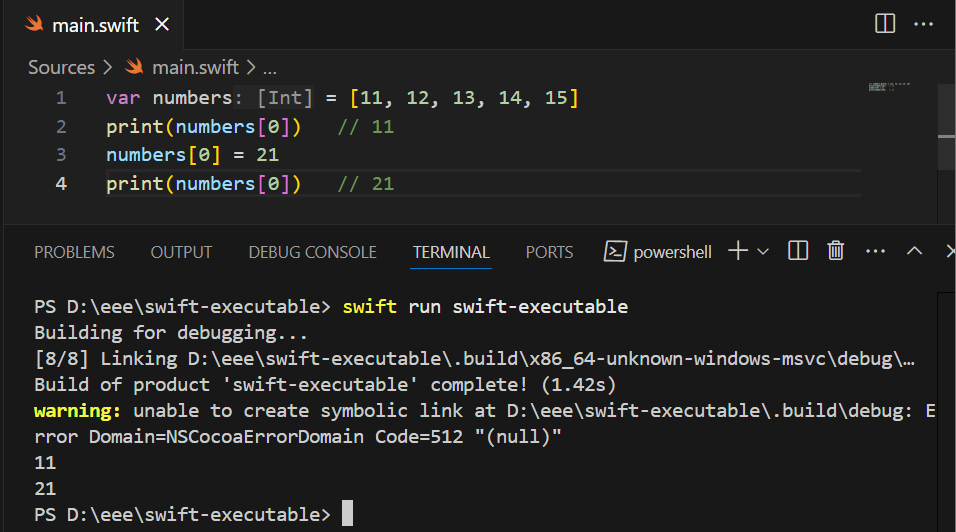 main.swift
Sources > main.swift > ...
1 var numbers: [Int] = [11, 12, 13, 14, 15]
2 print(numbers[0])   // 11
3 numbers[0] = 21
4 print(numbers[0])   // 21
PROBLEMS OUTPUT DEBUG CONSOLE TERMINAL PORTS powershell
PS D:\eee\swift-executable> swift run swift-executable
Building for debugging...
[8/8] Linking D:\eee\swift-executable\.build\x86_64-unknown-windows-msvc\debug\…
Build of product 'swift-executable' complete! (1.42s)
warning: unable to create symbolic link at D:\eee\swift-executable\.build\debug: E
rror Domain=NSCocoaErrorDomain Code=512 "(null)"
11
21
PS D:\eee\swift-executable>